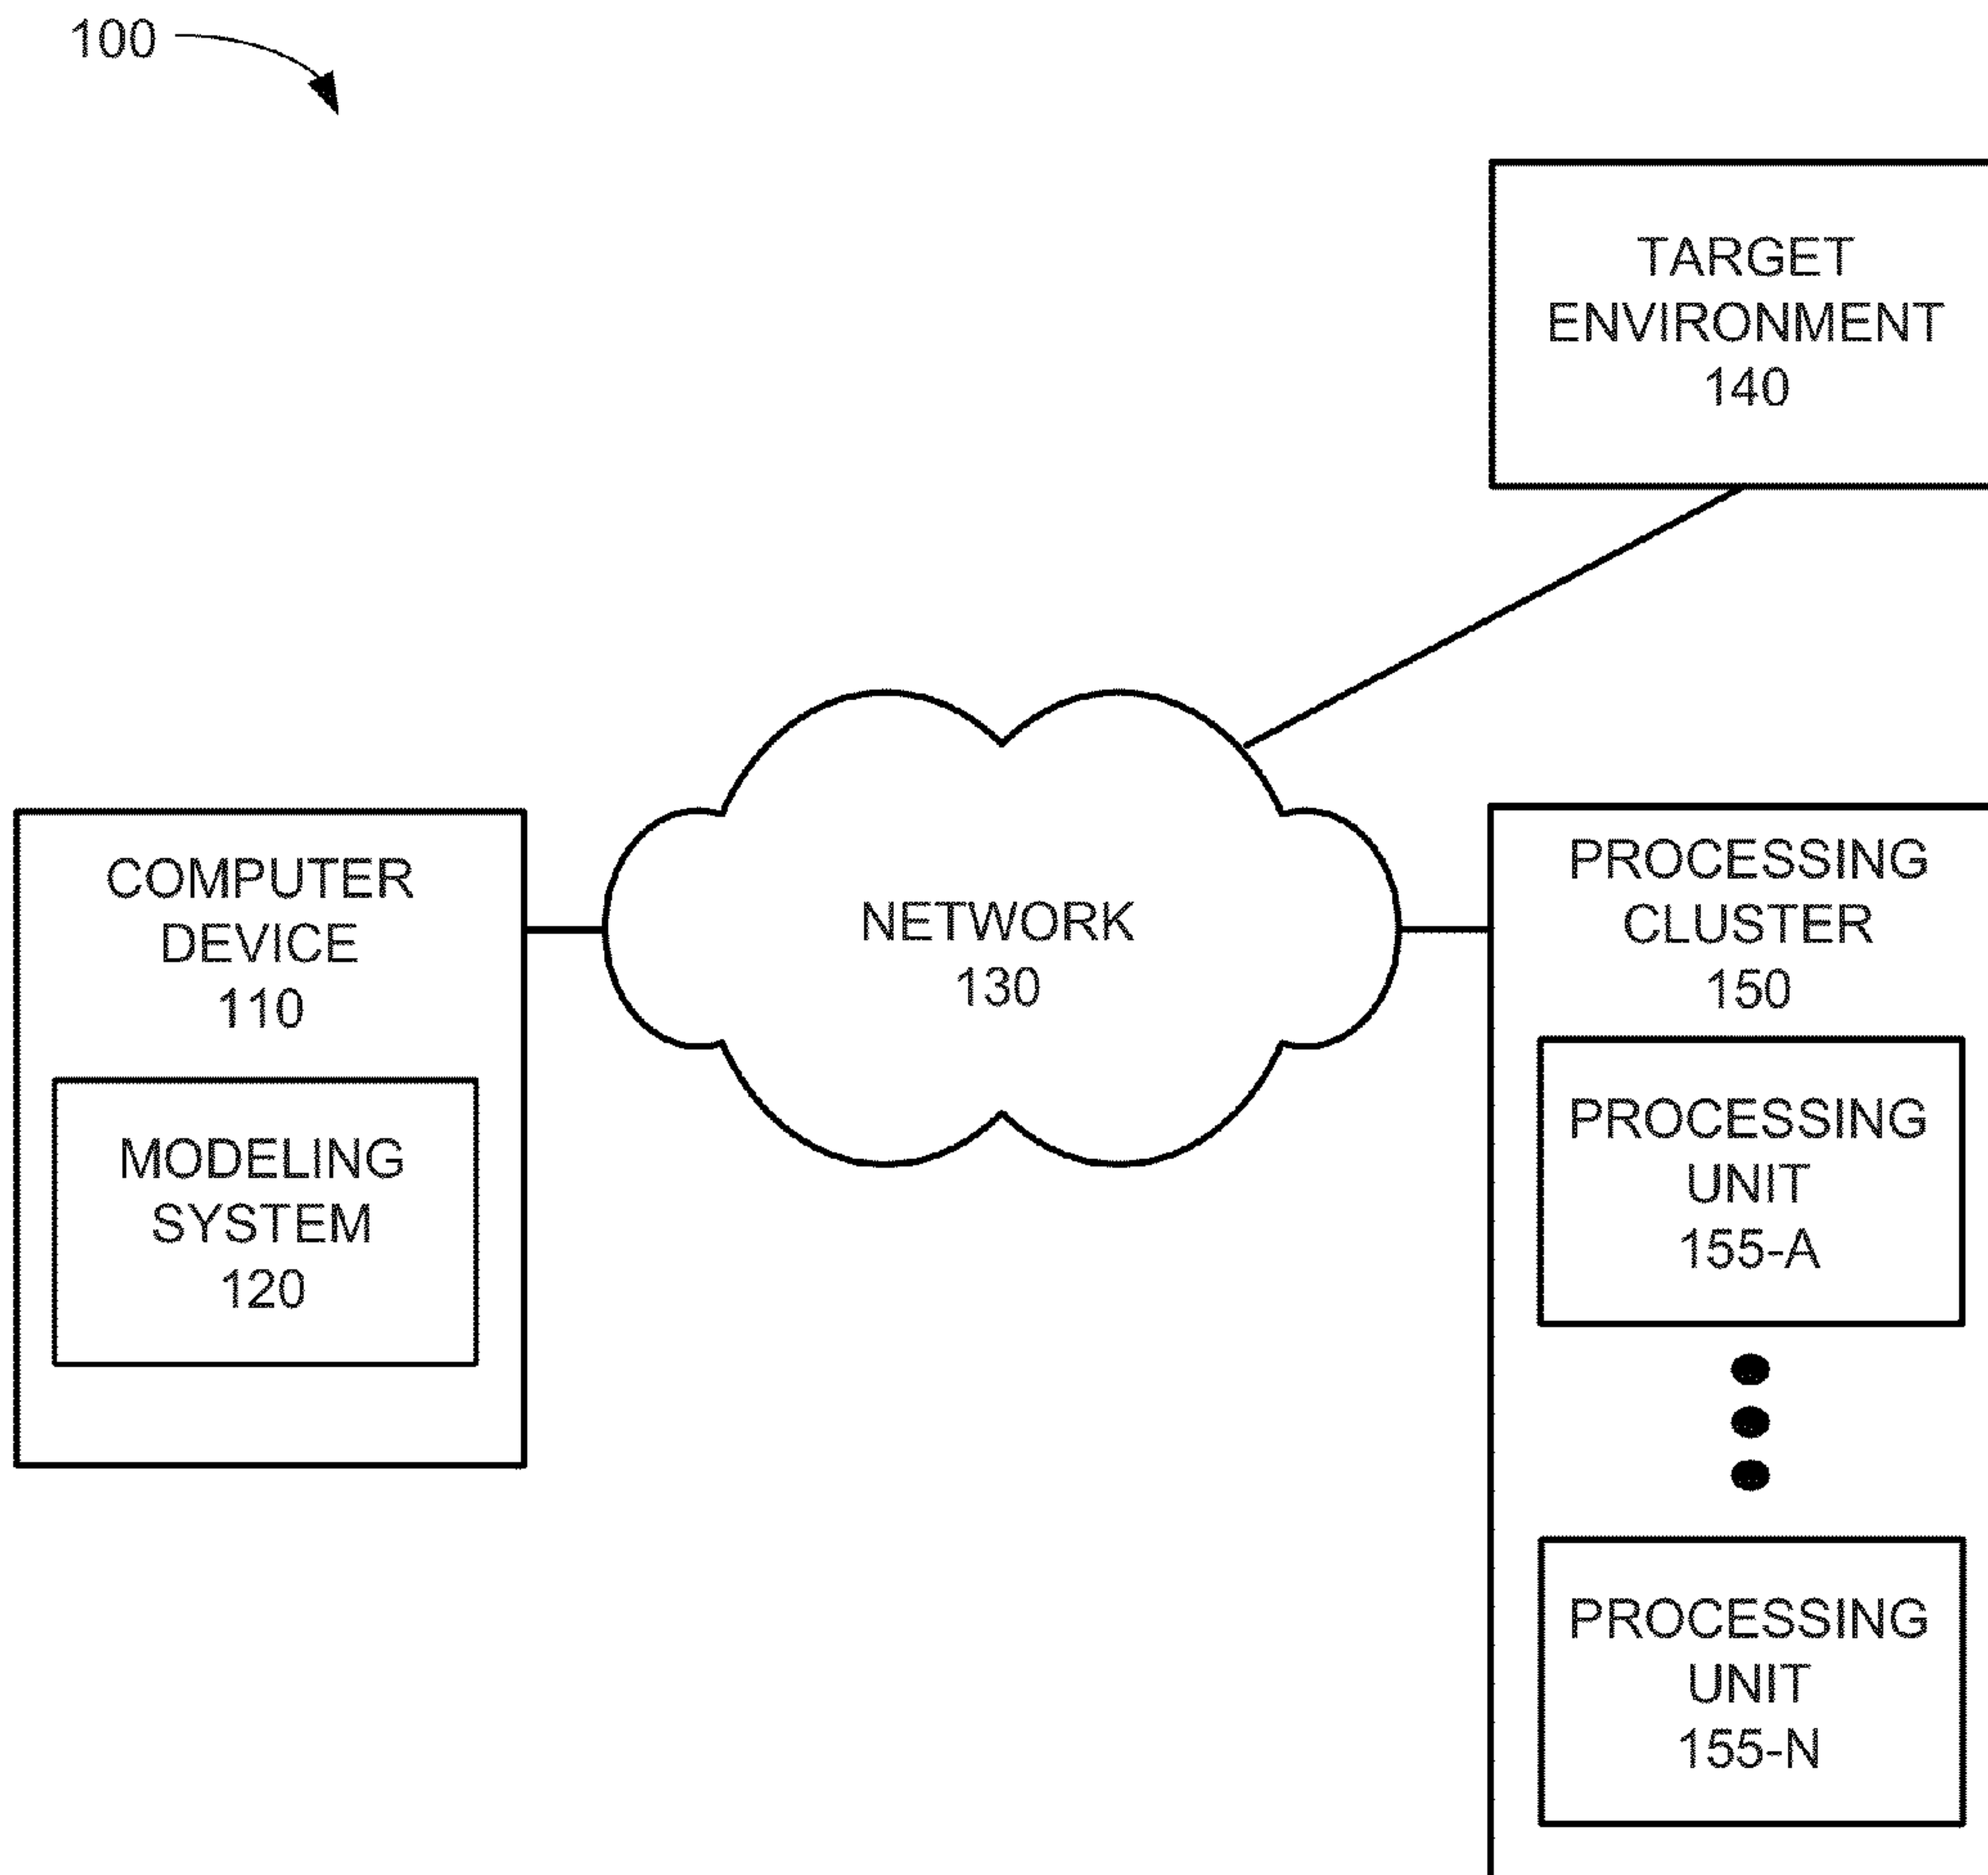 100
TARGET
ENVIRONMENT
140
COMPUTER
DEVICE
110
MODELING
SYSTEM
120
NETWORK
130
PROCESSING
CLUSTER
150
PROCESSING
UNIT
155-A
PROCESSING
UNIT
155-N